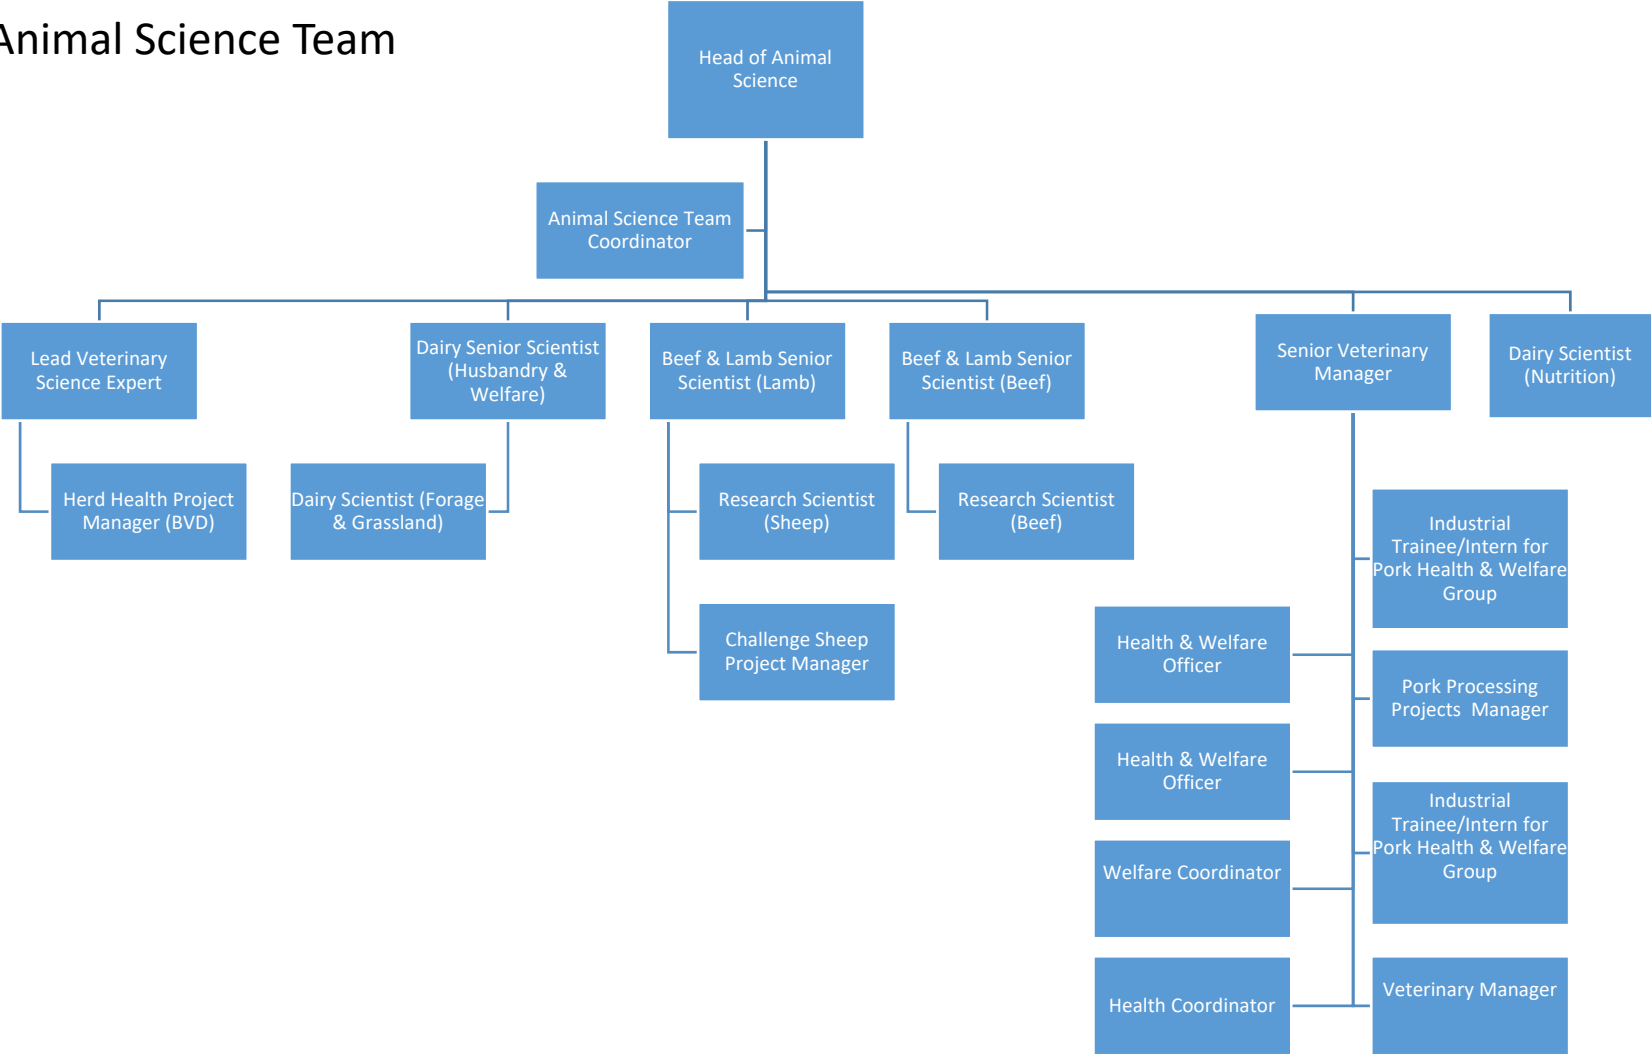 Animal Science Team
Head of Animal
Science
Animal Science Team
Coordinator
Lead Veterinary
Science Expert
Dairy Senior Scientist
(Husbandry &
Welfare)
Beef & Lamb Senior
Scientist (Lamb)
Beef & Lamb Senior
Scientist (Beef)
Senior Veterinary
Manager
Dairy Scientist
(Nutrition)
Herd Health Project
Manager (BVD)
Dairy Scientist (Forage
& Grassland)
Research Scientist
(Sheep)
Research Scientist
(Beef)
Challenge Sheep
Project Manager
Industrial
Trainee/Intern for
Pork Health & Welfare
Group
Health & Welfare
Officer
Pork Processing
Projects  Manager
Health & Welfare
Officer
Industrial
Trainee/Intern for
Pork Health & Welfare
Group
Welfare Coordinator
Health Coordinator
Veterinary Manager